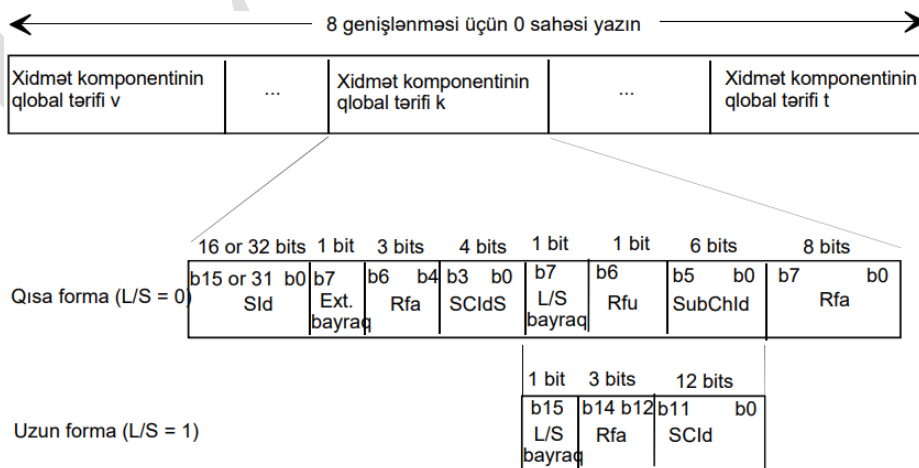 8 genişlənməsi üçün 0 sahəsi yazın
Xidmət komponentinin
qlobal tərifi v
...
Xidmət komponentinin
qlobal tərifi k
...
Xidmət komponentinin
qlobal tərifi t
16 or 32 bits 1 bit 3 bits 4 bits 1 bit 1 bit 6 bits 8 bits
Qısa forma (L/S = 0)
b15 or 31 b0
SId
b7
Ext.
bayraq
b6 b4
Rfa
b3 b0
SCIdS
b7
L/S
bayraq
b6
Rfu
b5 b0
SubChId
b7 b0
Rfa
1 bit 3 bits 12 bits
Uzun forma (L/S = 1)
b15
L/S
bayraq
b14 b12
Rfa
b11 b0
SCId